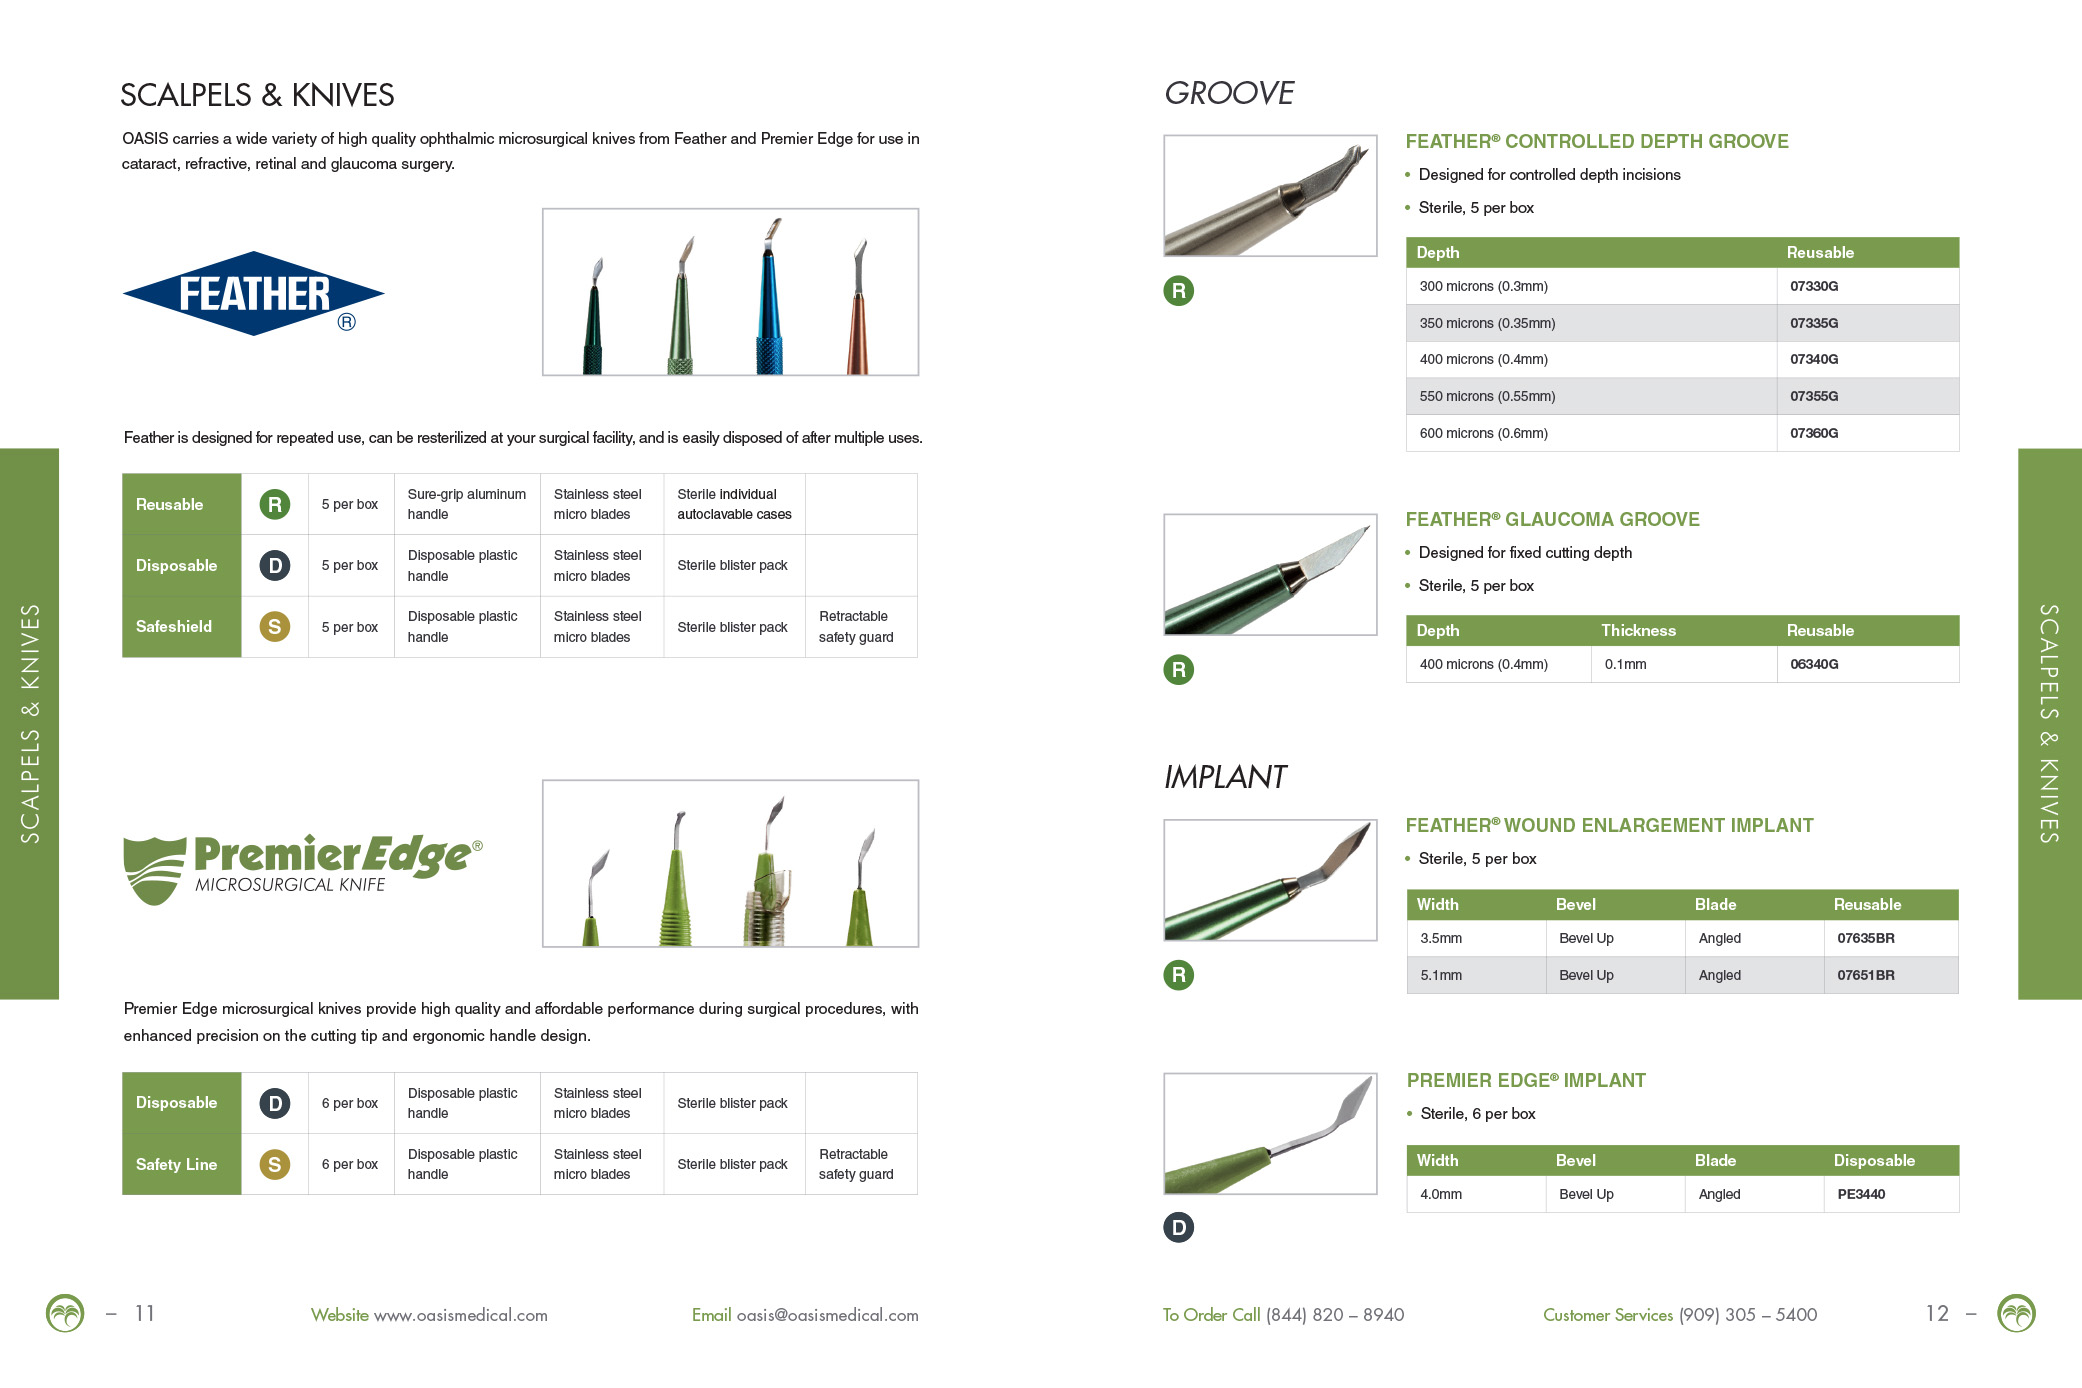 SCALPELS & KNIVES
OASIS carries a wide variety of high quality ophthalmic microsurgical knives from Feather and Premier Edge for use in
cataract, refractive, retinal and glaucoma surgery.
FEATHER
®
Feather is designed for repeated use, can be resterilized at your surgical facility, and is easily disposed of after multiple uses.
Reusable R 5 per box Sure-grip aluminum handle Stainless steel micro blades Sterile individual autoclavable cases
Disposable D 5 per box Disposable plastic handle Stainless steel micro blades Sterile blister pack
Safeshield S 5 per box Disposable plastic handle Stainless steel micro blades Sterile blister pack Retractable safety guard
PremierEdge®
MICROSURGICAL KNIFE
Premier Edge microsurgical knives provide high quality and affordable performance during surgical procedures, with
enhanced precision on the cutting tip and ergonomic handle design.
Disposable D 6 per box Disposable plastic handle Stainless steel micro blades Sterile blister pack
Safety Line S 6 per box Disposable plastic handle Stainless steel micro blades Sterile blister pack Retractable safety guard
SCALPELS & KNIVES
– 11
Website www.oasismedical.com
Email oasis@oasismedical.com
GROOVE
R
FEATHER® CONTROLLED DEPTH GROOVE
• Designed for controlled depth incisions
• Sterile, 5 per box
Depth Reusable
300 microns (0.3mm) 07330G
350 microns (0.35mm) 07335G
400 microns (0.4mm) 07340G
550 microns (0.55mm) 07355G
600 microns (0.6mm) 07360G
R
FEATHER® GLAUCOMA GROOVE
• Designed for fixed cutting depth
• Sterile, 5 per box
Depth Thickness Reusable
400 microns (0.4mm) 0.1mm 06340G
IMPLANT
R
FEATHER® WOUND ENLARGEMENT IMPLANT
• Sterile, 5 per box
Width Bevel Blade Reusable
3.5mm Bevel Up Angled 07635BR
5.1mm Bevel Up Angled 07651BR
D
PREMIER EDGE® IMPLANT
• Sterile, 6 per box
Width Bevel Blade Disposable
4.0mm Bevel Up Angled PE3440
SCALPELS & KNIVES
To Order Call (844) 820 – 8940
Customer Services (909) 305 – 5400
12 –